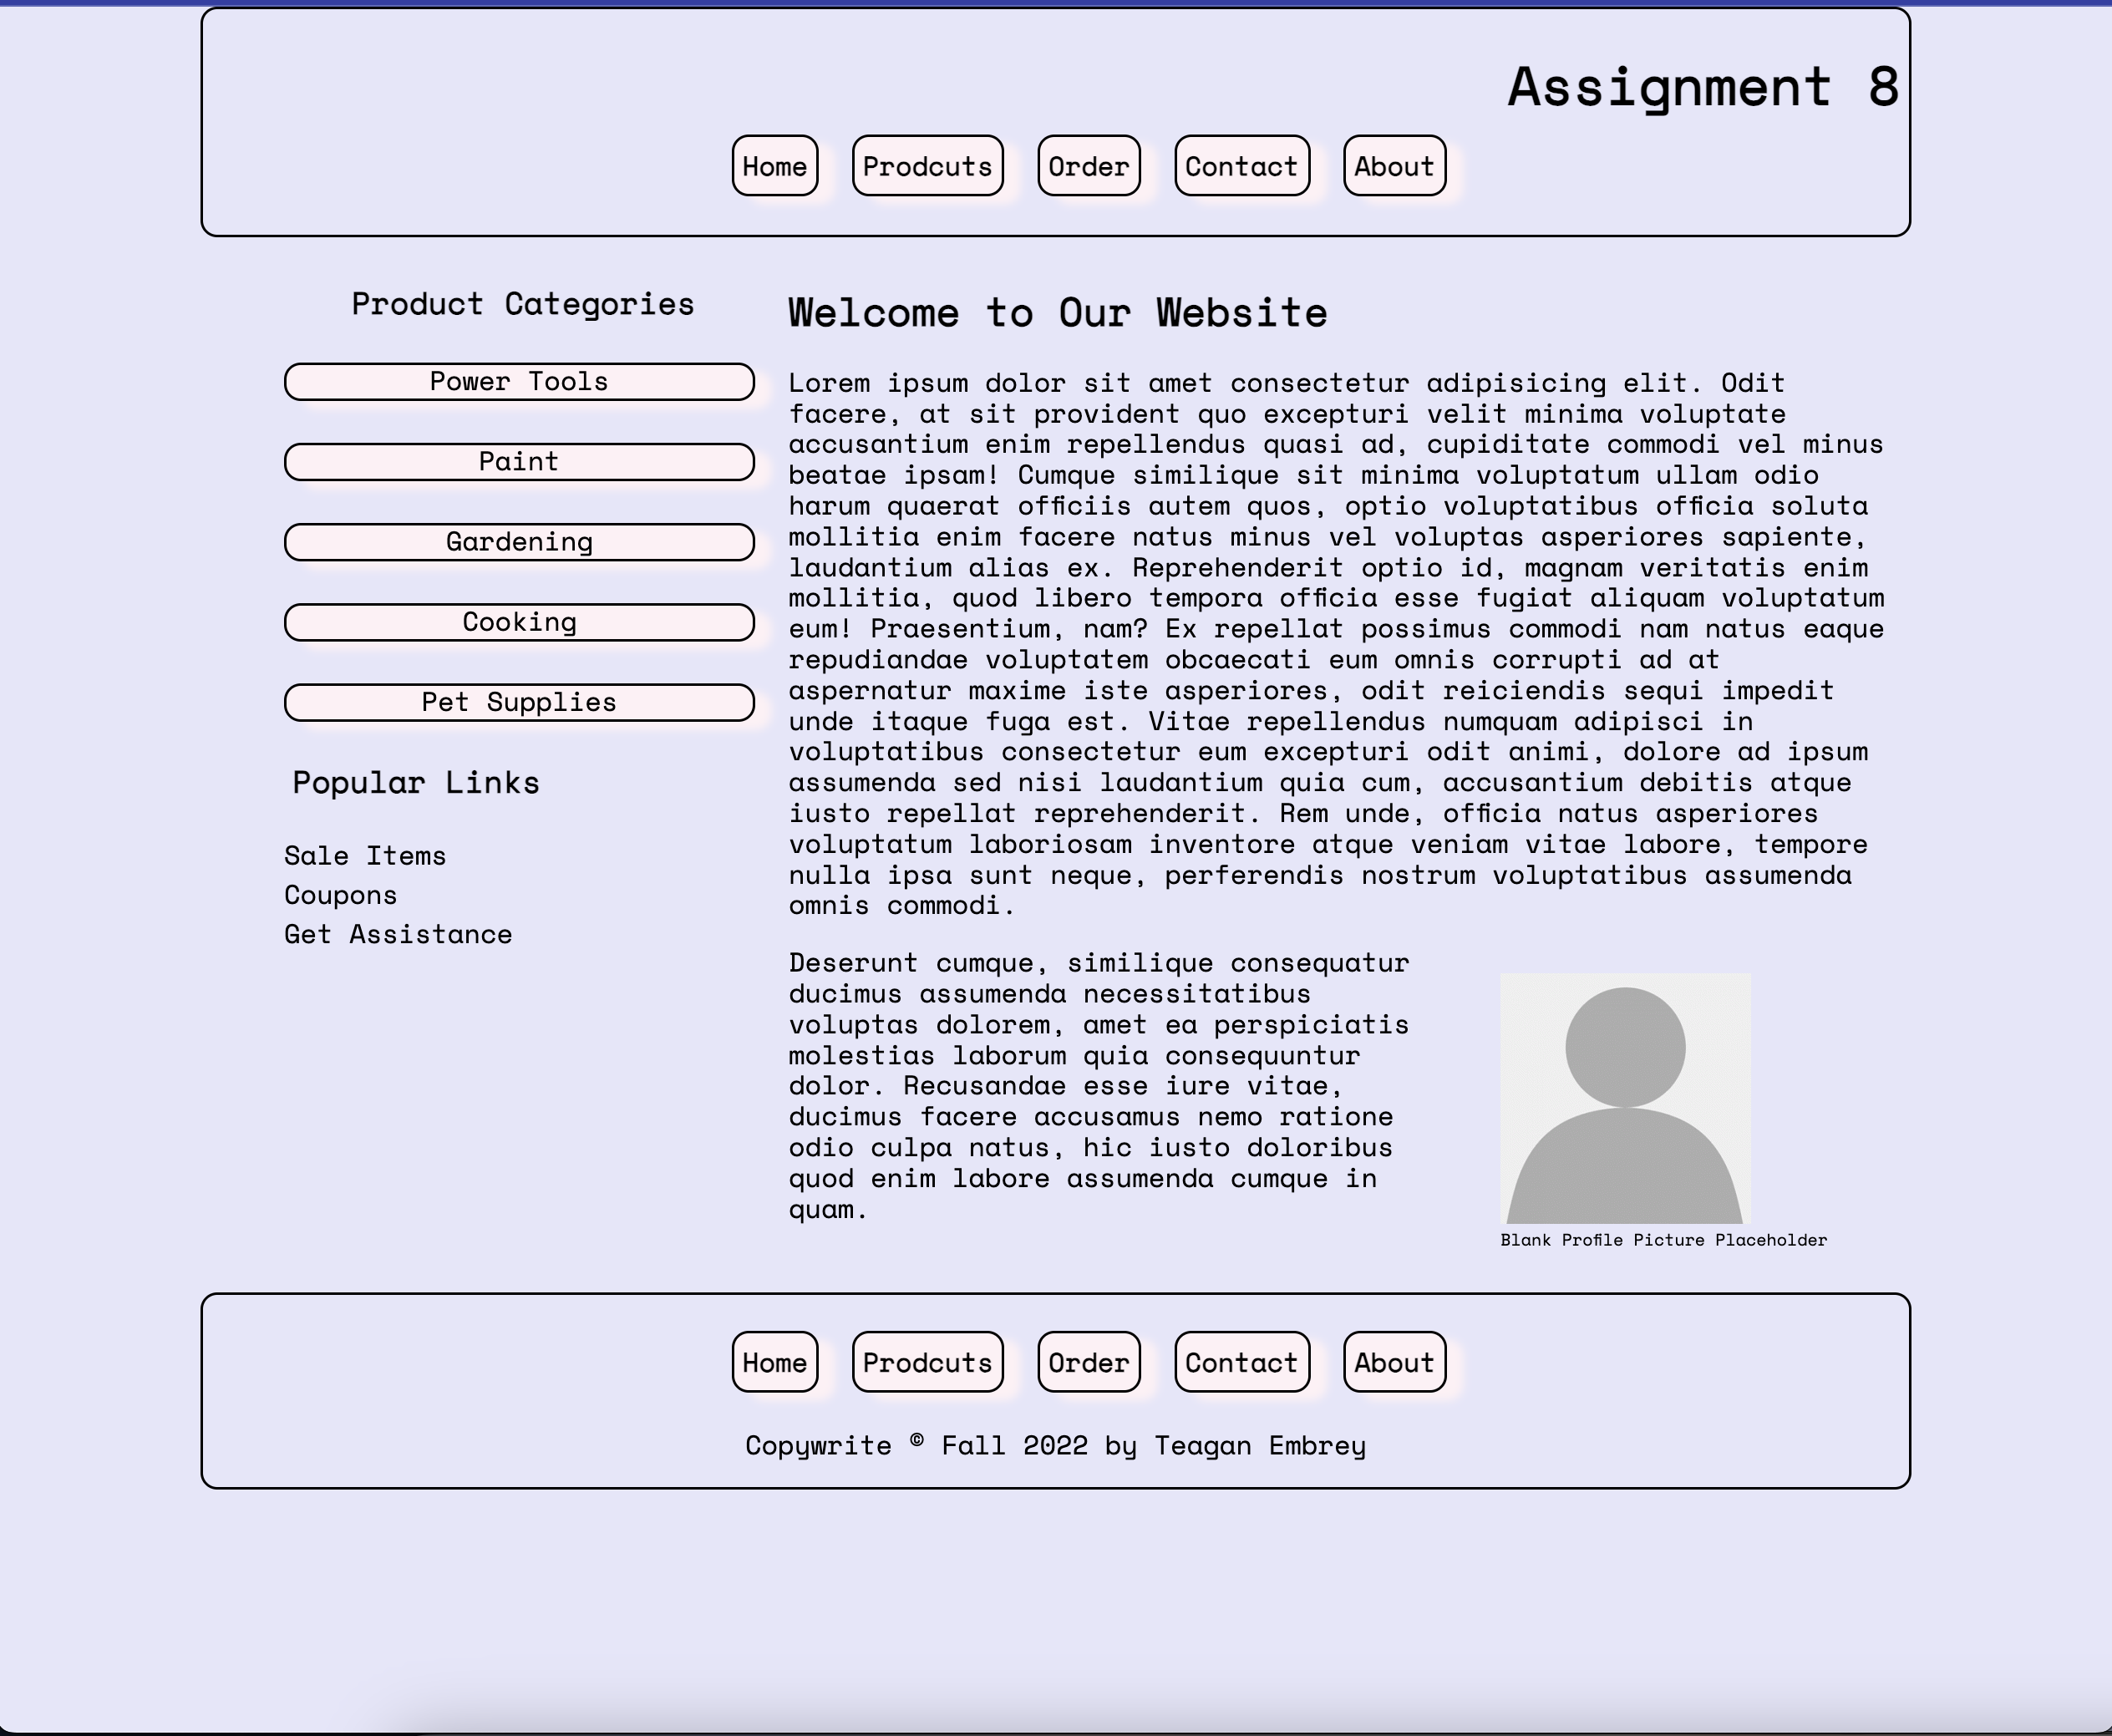 Assignment 8
Home Prodcuts Order Contact About
Product Categories
Power Tools
Paint
Gardening
Cooking
Pet Supplies
Popular Links
Sale Items
Coupons
Get Assistance
Welcome to Our Website
Lorem ipsum dolor sit amet consectetur adipisicing elit. Odit
facere, at sit provident quo excepturi velit minima voluptate
accusantium enim repellendus quasi ad, cupiditate commodi vel minus
beatae ipsam! Cumque similique sit minima voluptatum ullam odio
harum quaerat officiis autem quos, optio voluptatibus officia soluta
mollitia enim facere natus minus vel voluptas asperiores sapiente,
laudantium alias ex. Reprehenderit optio id, magnam veritatis enim
mollitia, quod libero tempora officia esse fugiat aliquam voluptatum
eum! Praesentium, nam? Ex repellat possimus commodi nam natus eaque
repudiandae voluptatem obcaecati eum omnis corrupti ad at
aspernatur maxime iste asperiores, odit reiciendis sequi impedit
unde itaque fuga est. Vitae repellendus numquam adipisci in
voluptatibus consectetur eum excepturi odit animi, dolore ad ipsum
assumenda sed nisi laudantium quia cum, accusantium debitis atque
iusto repellat reprehenderit. Rem unde, officia natus asperiores
voluptatum laboriosam inventore atque veniam vitae labore, tempore
nulla ipsa sunt neque, perferendis nostrum voluptatibus assumenda
omnis commodi.
Deserunt cumque, similique consequatur
ducimus assumenda necessitatibus
voluptas dolorem, amet ea perspiciatis
molestias laborum quia consequuntur
dolor. Recusandae esse iure vitae,
ducimus facere accusamus nemo ratione
odio culpa natus, hic iusto doloribus
quod enim labore assumenda cumque in
quam.
Blank Profile Picture Placeholder
Home Prodcuts Order Contact About
Copywrite © Fall 2022 by Teagan Embrey